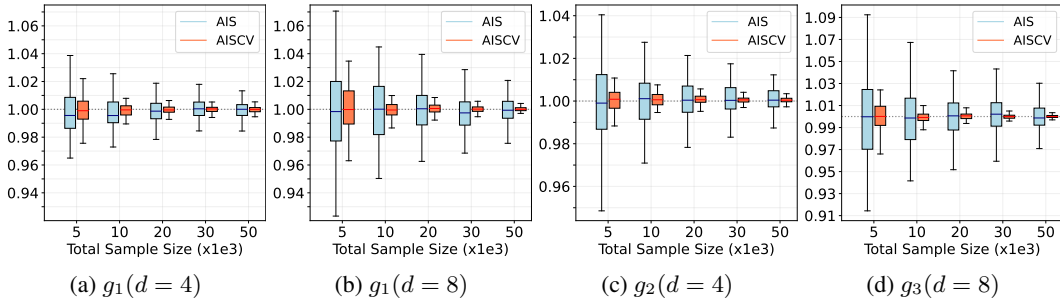 1.06
1.04
1.02
1.00
0.98
0.96
0.94
AIS
AISCV
5 10 20 30 50
Total Sample Size (x1e3)
(a) g₁(d = 4)
1.06
1.04
1.02
1.00
0.98
0.96
0.94
AIS
AISCV
5 10 20 30 50
Total Sample Size (x1e3)
(b) g₁(d = 8)
1.04
1.02
1.00
0.98
0.96
AIS
AISCV
5 10 20 30 50
Total Sample Size (x1e3)
(c) g₂(d = 4)
1.09
1.06
1.03
1.01
1.00
0.99
0.97
0.94
0.91
AIS
AISCV
5 10 20 30 50
Total Sample Size (x1e3)
(d) g₃(d = 8)